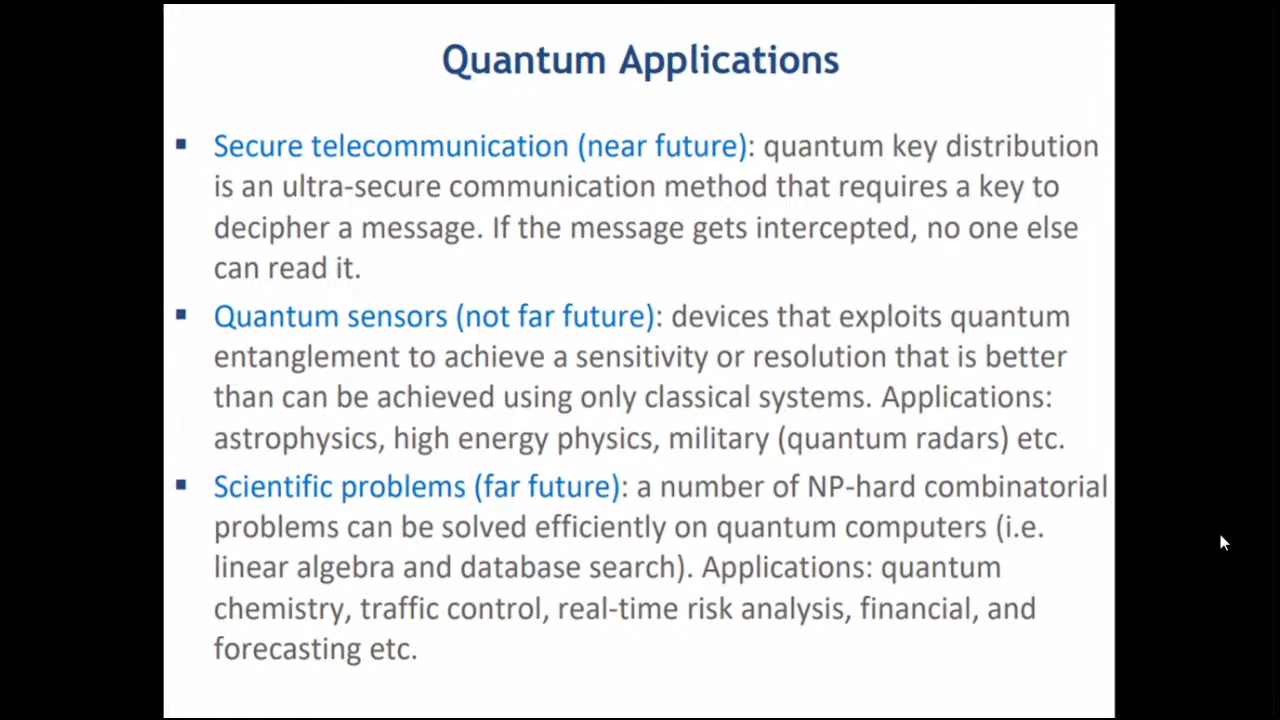 Quantum Applications
▪ Secure telecommunication (near future): quantum key distribution
is an ultra-secure communication method that requires a key to
decipher a message. If the message gets intercepted, no one else
can read it.
▪ Quantum sensors (not far future): devices that exploits quantum
entanglement to achieve a sensitivity or resolution that is better
than can be achieved using only classical systems. Applications:
astrophysics, high energy physics, military (quantum radars) etc.
▪ Scientific problems (far future): a number of NP-hard combinatorial
problems can be solved efficiently on quantum computers (i.e.
linear algebra and database search). Applications: quantum
chemistry, traffic control, real-time risk analysis, financial, and
forecasting etc.